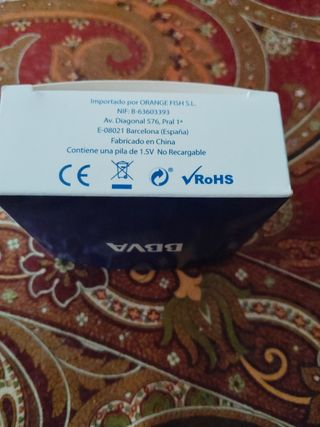 Importado por ORANGE FISH S.L.
NIF: B-63603393
Av. Diagonal 576, Pral 1ª
E-08021 Barcelona (España)
Fabricado en China
Contiene una pila de 1.5V No Recargable
CE
RoHS
BBVA